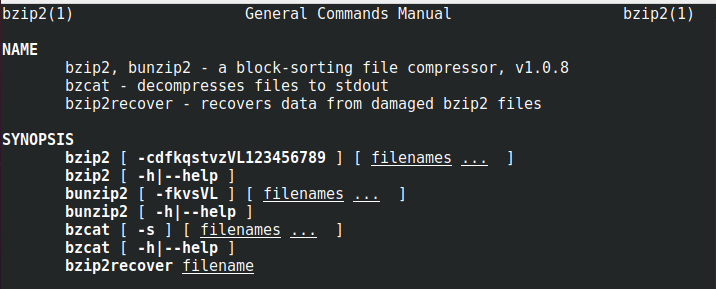 bzip2(1) General Commands Manual bzip2(1)
NAME
bzip2, bunzip2 - a block-sorting file compressor, v1.0.8
bzcat - decompresses files to stdout
bzip2recover - recovers data from damaged bzip2 files
SYNOPSIS
bzip2 [ -cdfkqstvzVL123456789 ] [ filenames ... ]
bzip2 [ -h|--help ]
bunzip2 [ -fkvsVL ] [ filenames ... ]
bunzip2 [ -h|--help ]
bzcat [ -s ] [ filenames ... ]
bzcat [ -h|--help ]
bzip2recover filename